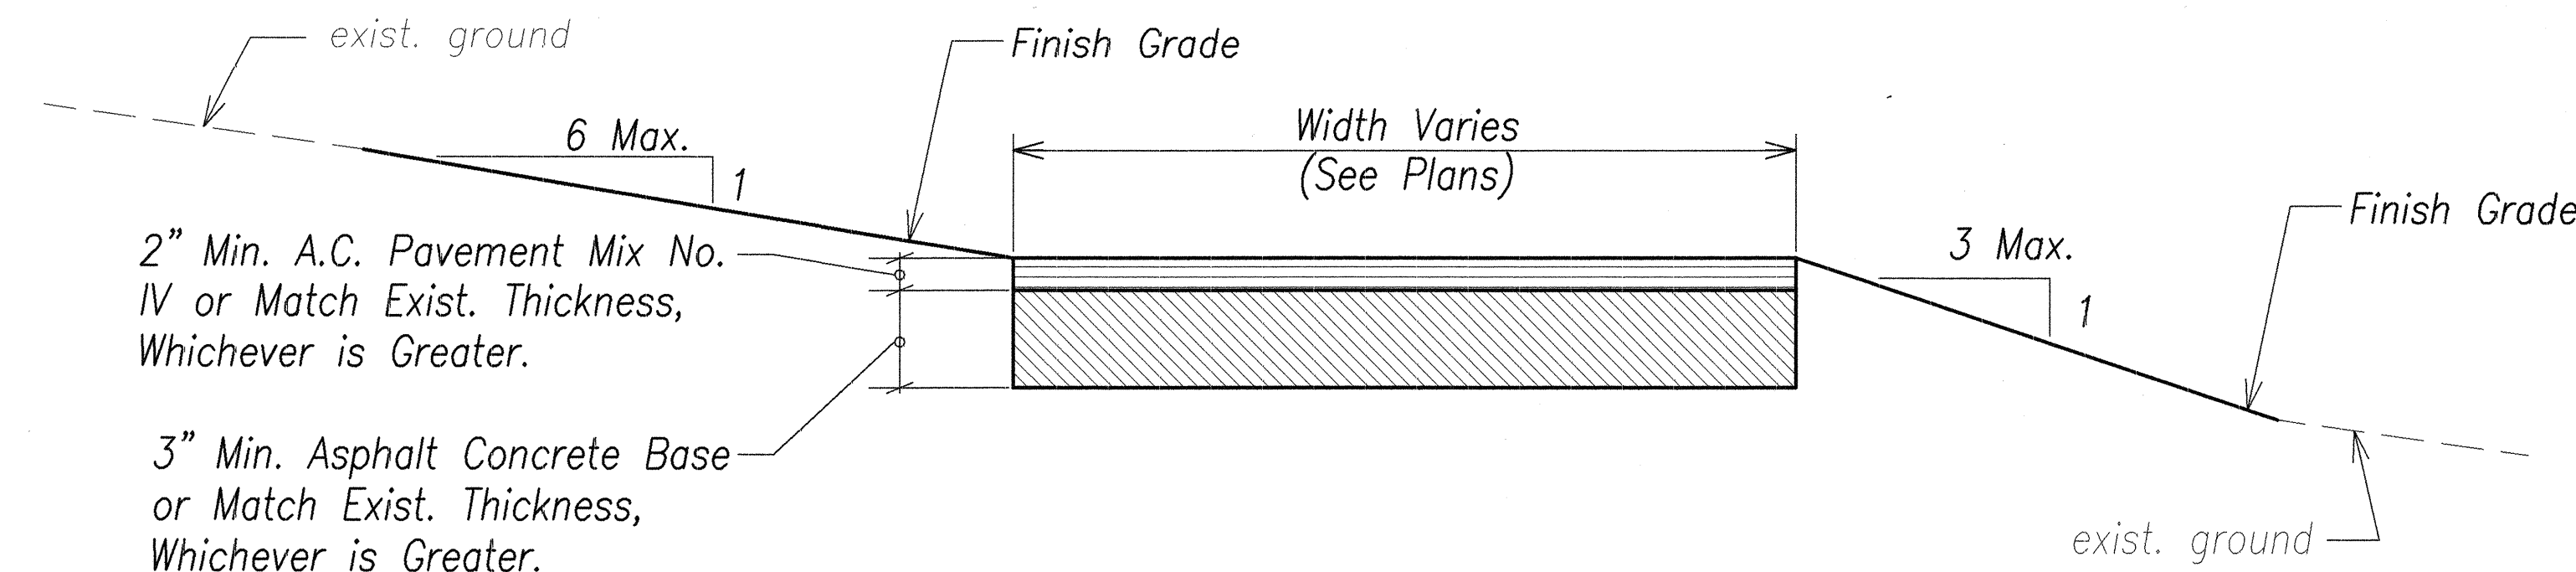 exist. ground
Finish Grade
6 Max.
1
Width Varies
(See Plans)
2” Min. A.C. Pavement Mix No.
IV or Match Exist. Thickness,
Whichever is Greater.
3 Max.
1
Finish Grade
3” Min. Asphalt Concrete Base
or Match Exist. Thickness,
Whichever is Greater.
exist. ground